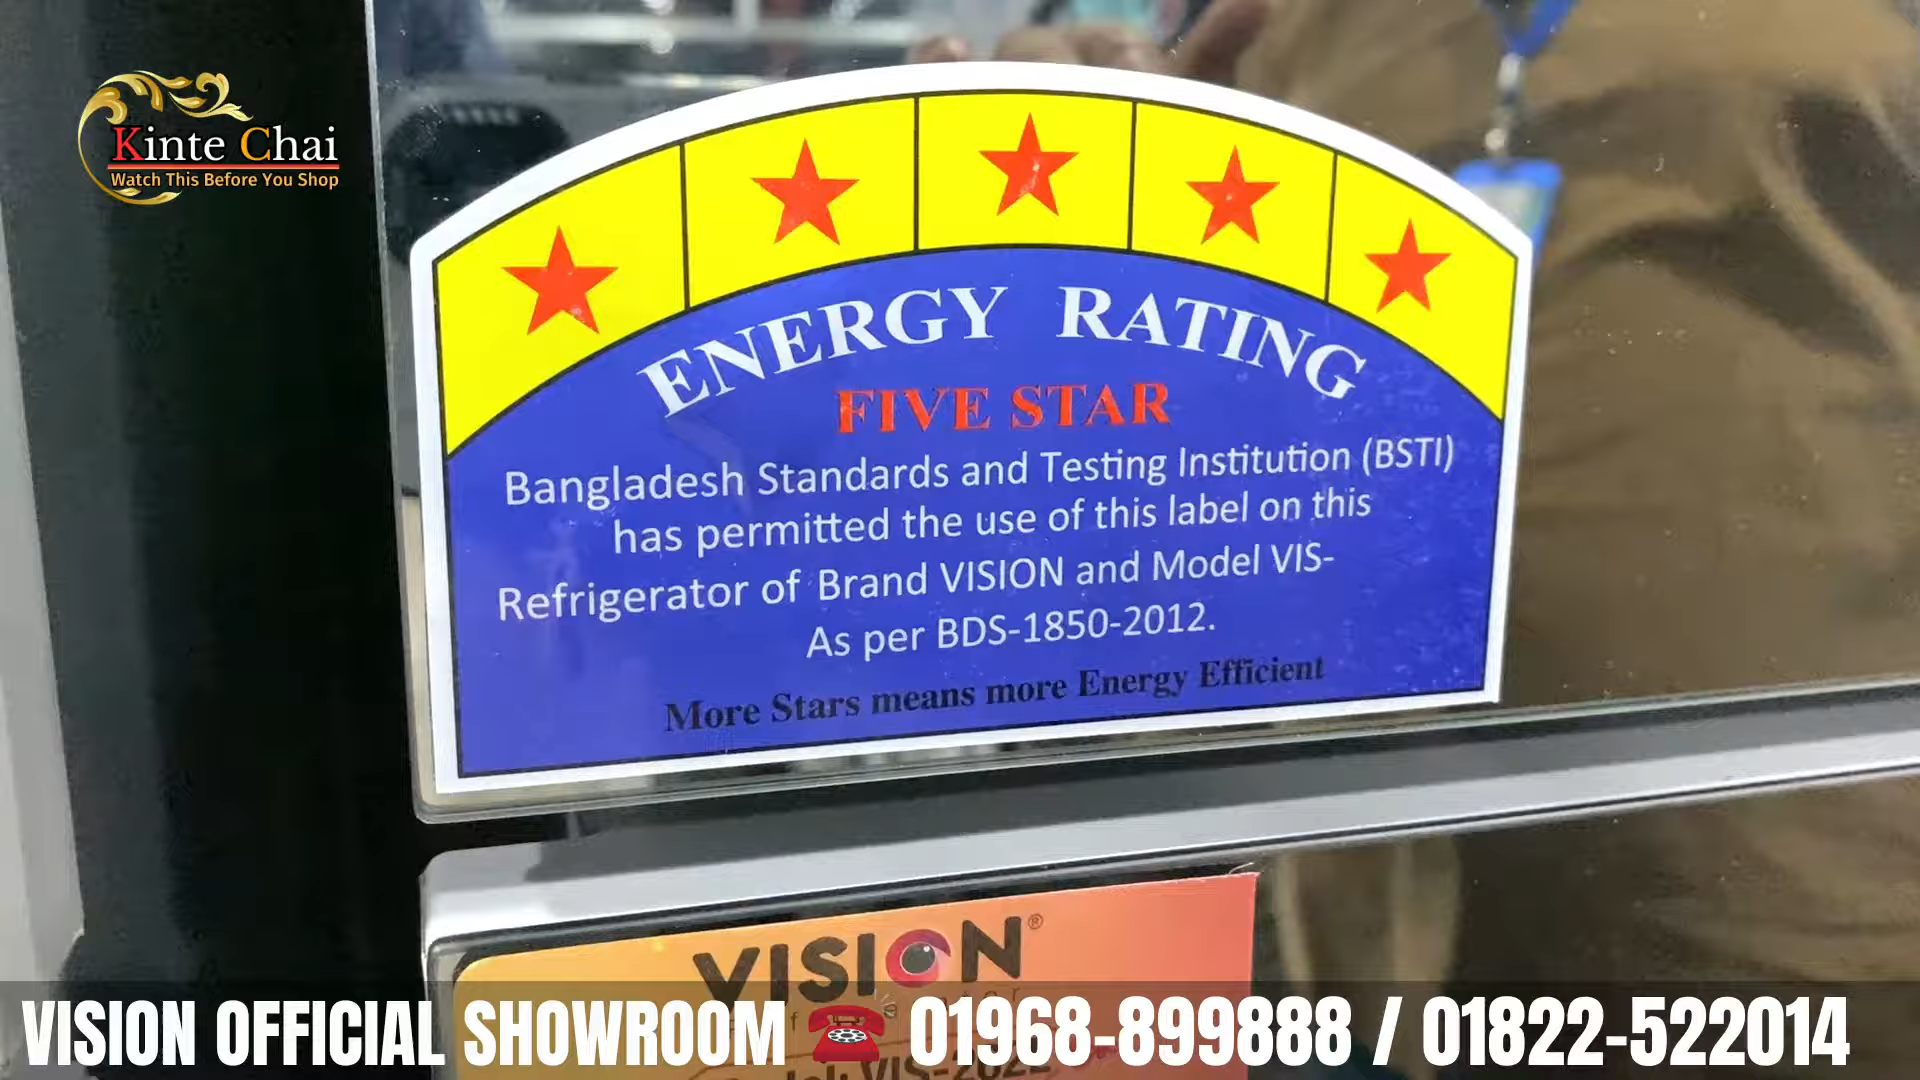 Kinte Chai
Watch This Before You Shop
ENERGY RATING
FIVE STAR
Bangladesh Standards and Testing Institution (BSTI)
has permitted the use of this label on this
Refrigerator of Brand VISION and Model VIS-
As per BDS-1850-2012.
More Stars means more Energy Efficient
VISION®
VISION OFFICIAL SHOWROOM ☎ 01968-899888 / 01822-522014